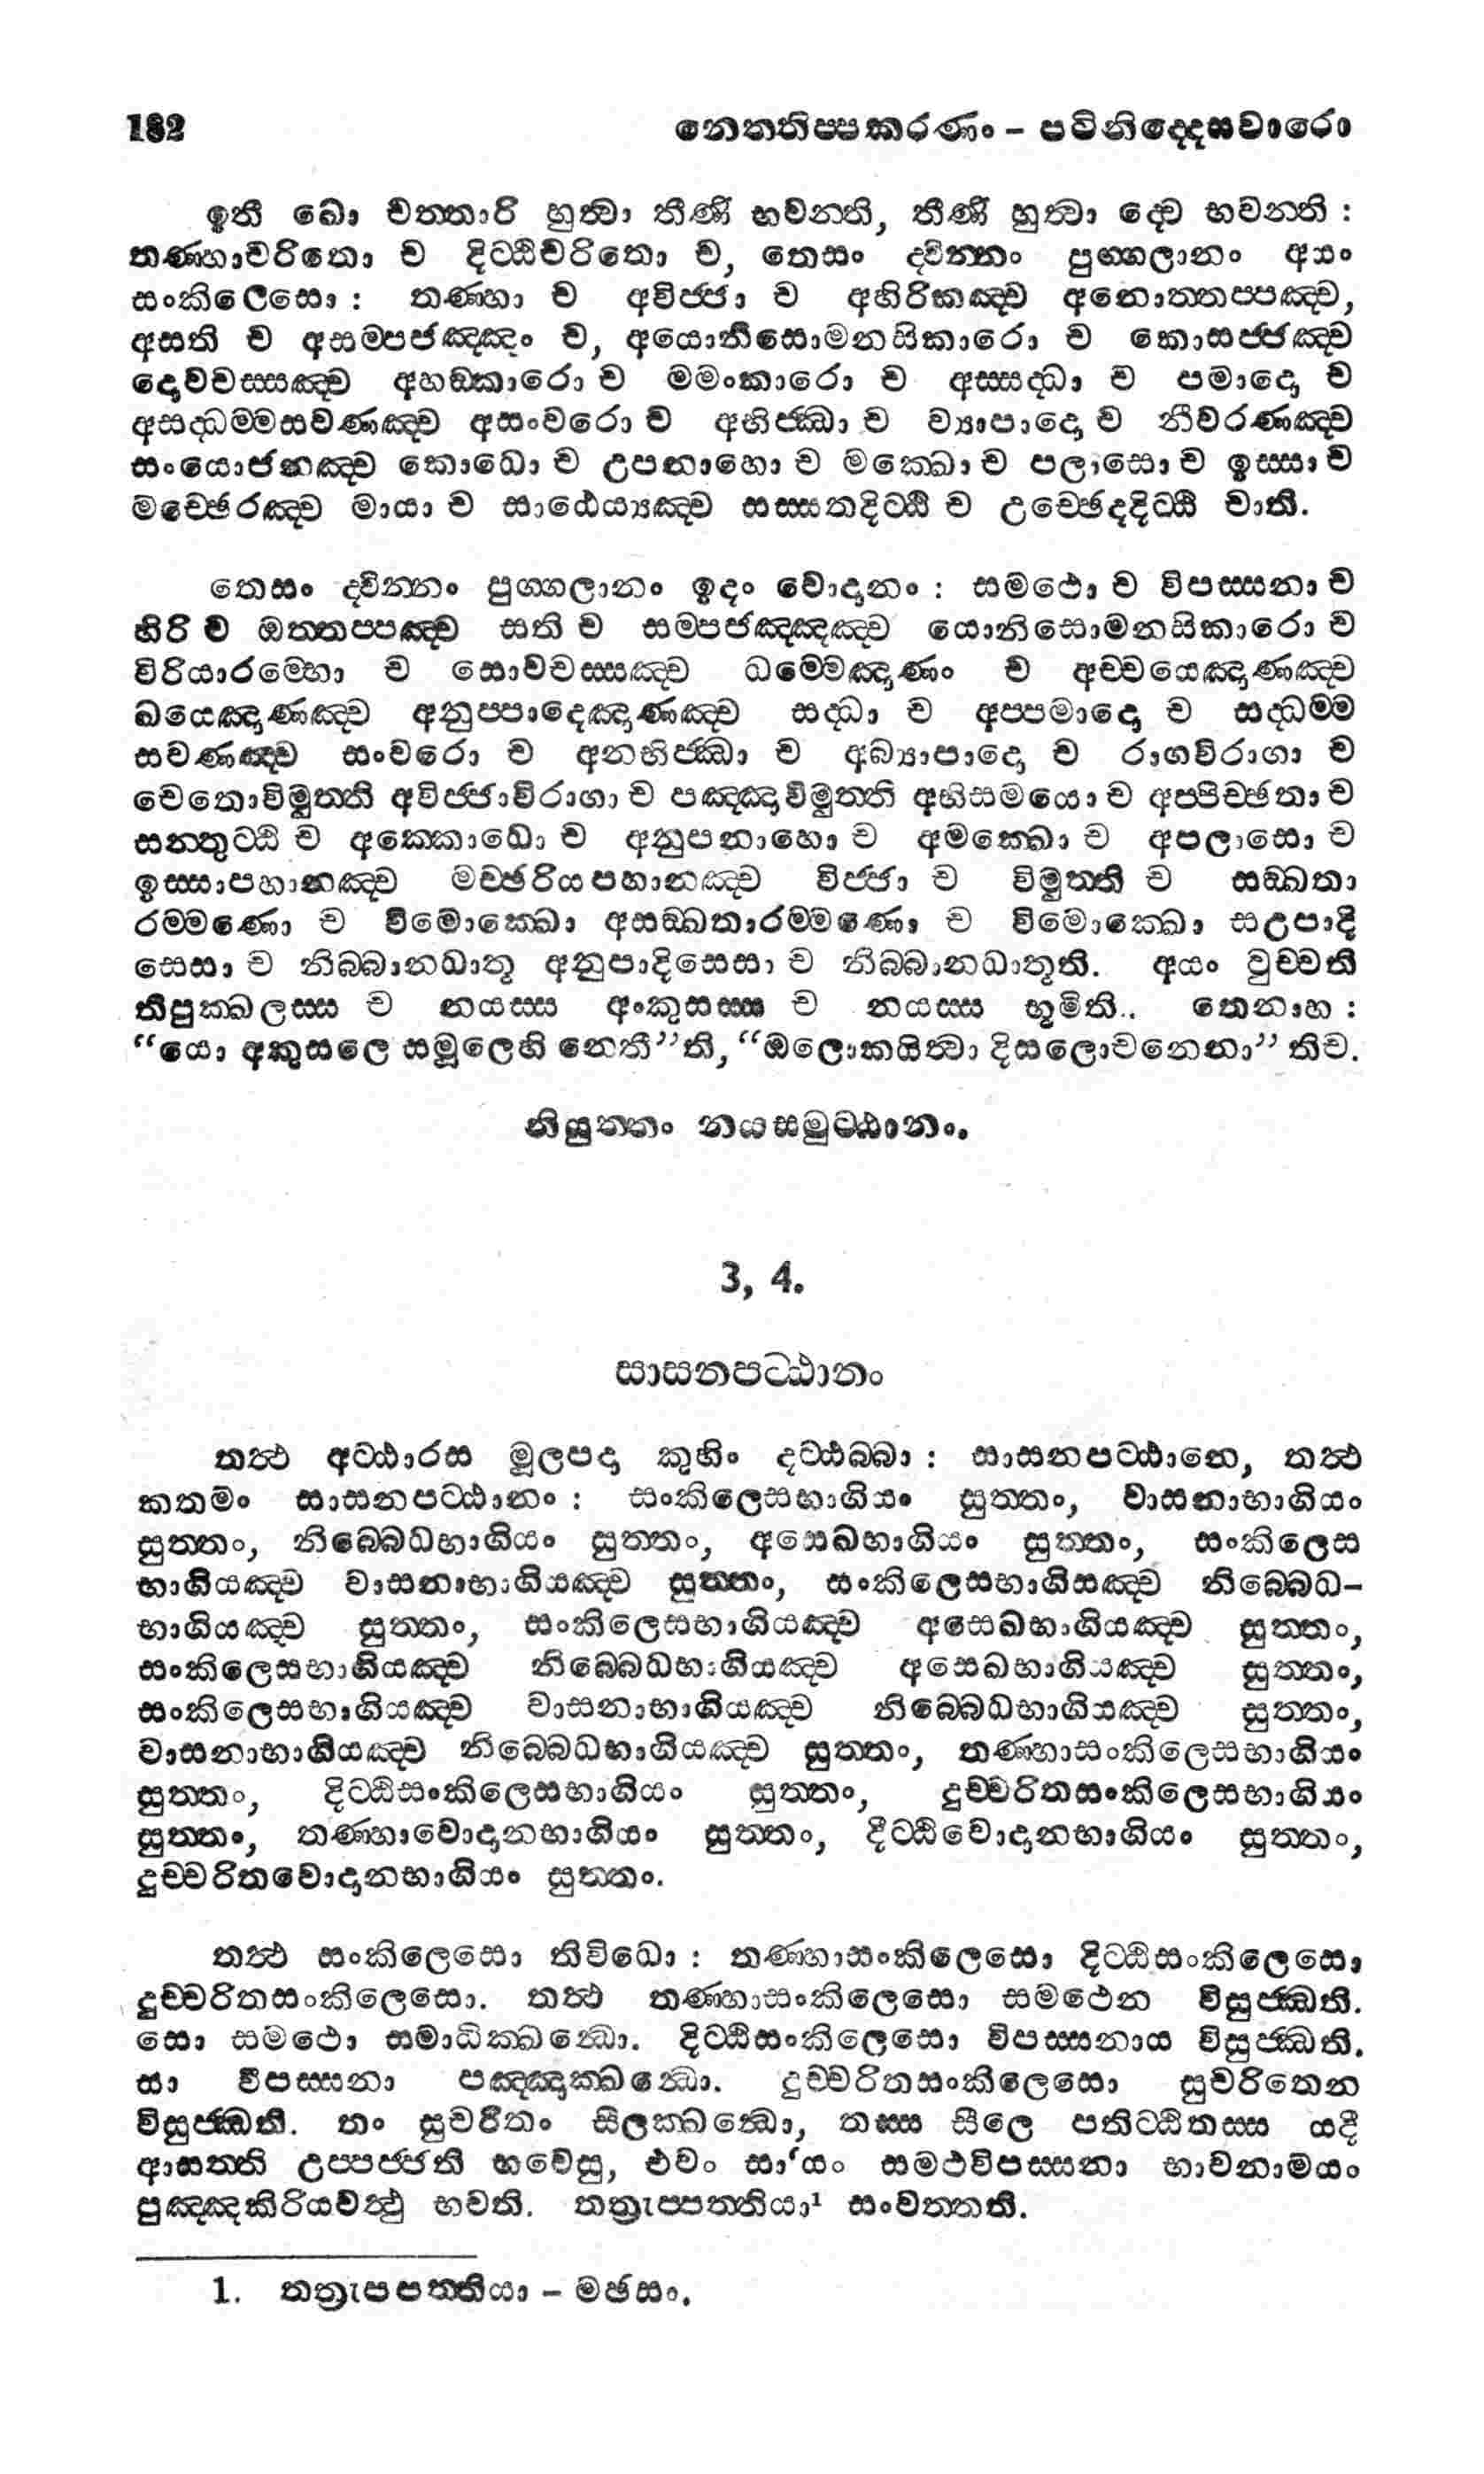 182 නෙත්තිප්පකරණං – පටිනිද්දෙසවාරො
ඉති ඛො චත්තාරි හුත්වා තීණි භවන්ති, තීණි හුත්වා ද්වෙ භවන්ති :
තණ්හාචරිතො ච දිට්ඨිචරිතො ච, තෙසං ද්වින්නං පුග්ගලානං අයං
සංකිලෙසො : තණ්හා ච අවිජ්ජා ච අහිරිකඤ්ච අනොත්තප්පඤ්ච,
අසති ච අසම්පජඤ්ඤං ච, අයොනිසොමනසිකාරො ච කොසජ්ජඤ්ච
දොවචස්සඤ්ච අහඞ්කාරො ච මමංකාරො ච අස්සද්ධා ච පමාදො ච
අසද්ධම්මසවණඤ්ච අසංවරො ච අභිජ්ඣා ච ව්‍යාපාදො ච නීවරණඤ්ච
සංයොජනඤ්ච කොධො ච උපනාහො ච මක්ඛො ච පලාසො ච ඉස්සා ච
මච්ඡෙරඤ්ච මායා ච සාඨෙය්‍යඤ්ච සස්සතදිට්ඨි ච උච්ඡෙදදිට්ඨි චාති.
තෙසං ද්වින්නං පුග්ගලානං ඉදං වොදානං : සමථො ච විපස්සනා ච
හිරි ච ඔත්තප්පඤ්ච සති ච සම්පජඤ්ඤඤ්ච යොනිසොමනසිකාරො ච
විරියාරම්භො ච සොවචස්සඤ්ච ධම්මෙඤාණං ච අච්චයෙඤාණඤ්ච
ඛයෙඤාණඤ්ච අනුප්පාදෙඤාණඤ්ච සද්ධා ච අප්පමාදො ච සද්ධම්ම
සවණඤ්ච සංවරො ච අනභිජ්ඣා ච අබ්‍යාපාදො ච රාගවිරාගා ච
චෙතොවිමුත්ති අවිජ්ජාවිරාගා ච පඤ්ඤාවිමුත්ති අභිසමයො ච අප්පිච්ඡතා ච
සන්තුට්ඨි ච අක්කොධො ච අනුපනාහො ච අමක්ඛො ච අපලාසො ච
ඉස්සාපහානඤ්ච මච්ඡරියපහානඤ්ච විජ්ජා ච විමුත්ති ච සඞ්ඛතා
රම්මණො ච විමොක්ඛො අසඞ්ඛතාරම්මණො ච විමොක්ඛො සඋපාදි
සෙසා ච නිබ්බානධාතු අනුපාදිසෙසා ච නිබ්බානධාතූති. අයං වුච්චති
තිපුක්ඛලස්ස ච නයස්ස අංකුසස්ස ච නයස්ස භූමිති.. තෙනාහ :
“යො අකුසලෙ සමූලෙහි නෙතී”ති, “ඔලොකයිත්වා දිසලොචනෙනා” තිච.
නියුත්තං නයසමුට්ඨානං.
3, 4.
සාසනපට්ඨානං
තත්‍ථ අට්ඨාරස මූලපදා කුහිං දට්ඨබ්බා : සාසනපට්ඨානෙ, තත්‍ථ
කතමං සාසනපට්ඨානං : සංකිලෙසභාගියං සුත්තං, වාසනාභාගියං
සුත්තං, නිබ්බෙධභාගියං සුත්තං, අසෙඛභාගියං සුත්තං, සංකිලෙස
භාගියඤ්ච වාසනාභාගියඤ්ච සුත්තං, සංකිලෙසභාගියඤ්ච නිබ්බෙධ–
භාගියඤ්ච සුත්තං, සංකිලෙසභාගියඤ්ච අසෙඛභාගියඤ්ච සුත්තං,
සංකිලෙසභාගියඤ්ච නිබ්බෙධභාගියඤ්ච අසෙඛභාගියඤ්ච සුත්තං,
සංකිලෙසභාගියඤ්ච වාසනාභාගියඤ්ච නිබ්බෙධභාගියඤ්ච සුත්තං,
වාසනාභාගියඤ්ච නිබ්බෙධභාගියඤ්ච සුත්තං, තණ්හාසංකිලෙසභාගියං
සුත්තං, දිට්ඨිසංකිලෙසභාගියං සුත්තං, දුච්චරිතසංකිලෙසභාගියං
සුත්තං, තණ්හාවොදානභාගියං සුත්තං, දිට්ඨිවොදානභාගියං සුත්තං,
දුච්චරිතවොදානභාගියං සුත්තං.
තත්‍ථ සංකිලෙසො තිවිධො : තණ්හාසංකිලෙසො දිට්ඨිසංකිලෙසො
දුච්චරිතසංකිලෙසො. තත්‍ථ තණ්හාසංකිලෙසො සමථෙන විසුජ්ඣති.
සො සමථො සමාධික්ඛන්ධො. දිට්ඨිසංකිලෙසො විපස්සනාය විසුජ්ඣති.
සා විපස්සනා පඤ්ඤාක්ඛන්ධො. දුච්චරිතසංකිලෙසො සුචරිතෙන
විසුජ්ඣති. තං සුචරිතං සීලක්ඛන්ධො, තස්ස සීලෙ පතිට්ඨිතස්ස යදි
ආසත්ති උප්පජ්ජති භවෙසු, එවං සා‘යං සමථවිපස්සනා භාවනාමයං
පුඤ්ඤකිරියවත්‍ථු භවති. තත්‍රැප්පත්තියා¹ සංවත්තති.
1. තත්‍රැපපත්තියා – මඡසං.